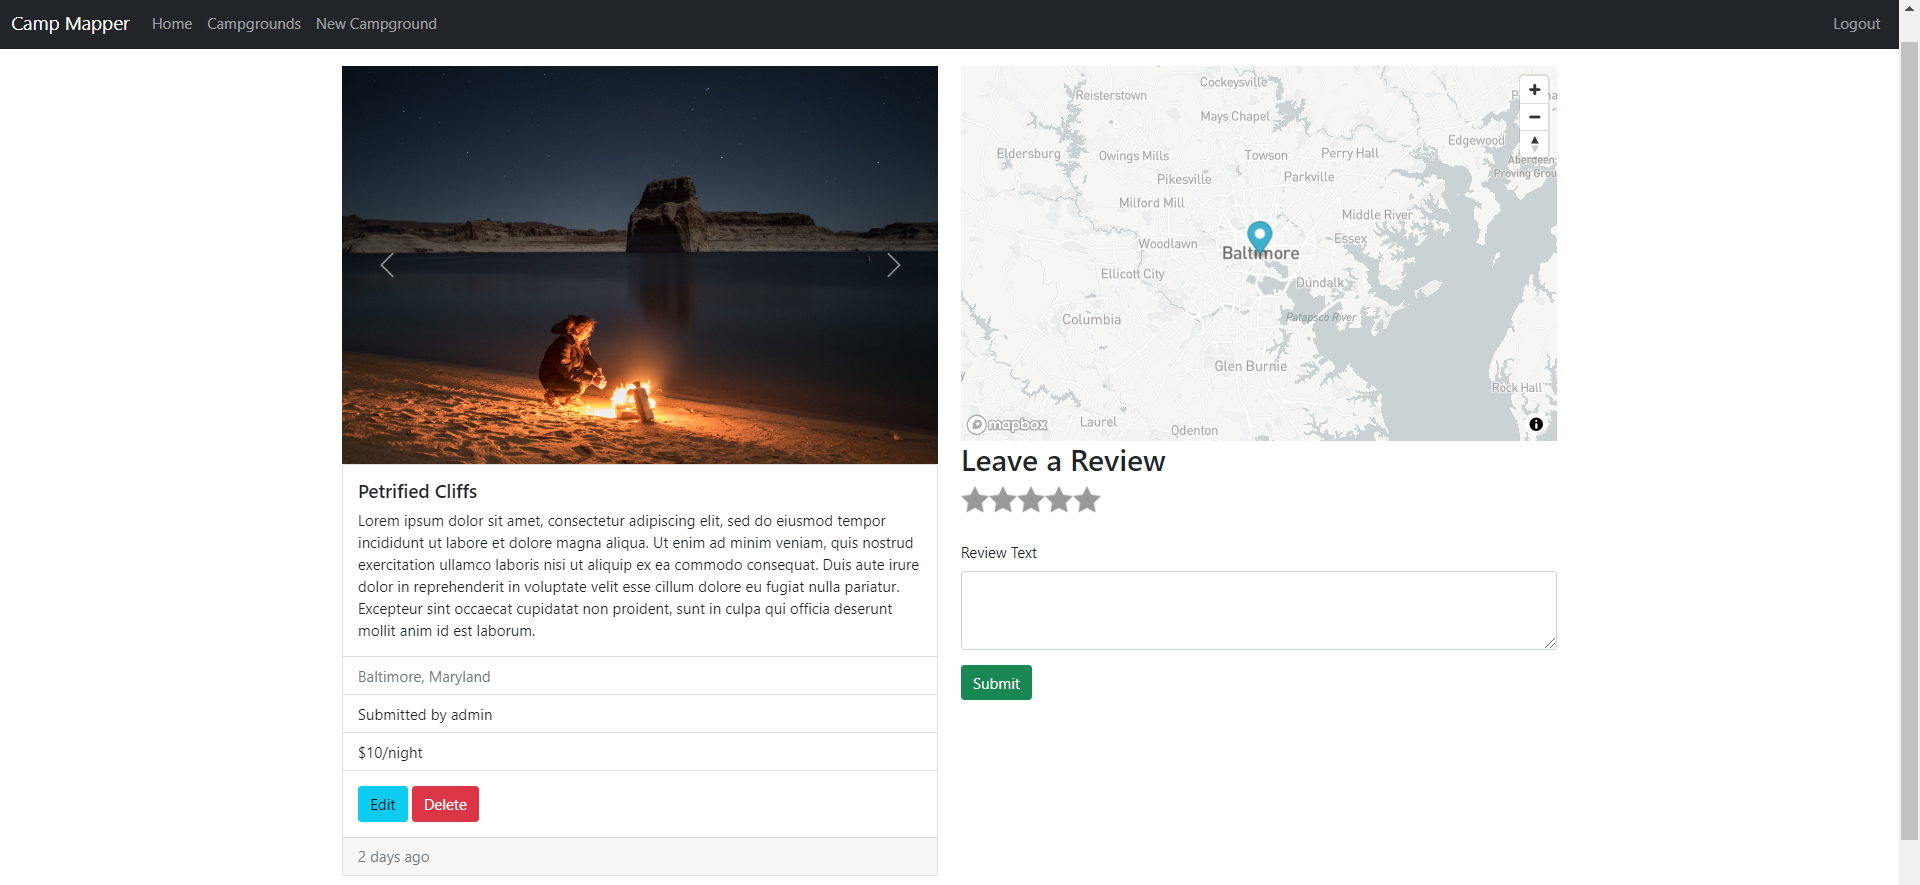 Camp Mapper Home Campgrounds New Campground Logout
Petrified Cliffs
Lorem ipsum dolor sit amet, consectetur adipiscing elit, sed do eiusmod tempor
incididunt ut labore et dolore magna aliqua. Ut enim ad minim veniam, quis nostrud
exercitation ullamco laboris nisi ut aliquip ex ea commodo consequat. Duis aute irure
dolor in reprehenderit in voluptate velit esse cillum dolore eu fugiat nulla pariatur.
Excepteur sint occaecat cupidatat non proident, sunt in culpa qui officia deserunt
mollit anim id est laborum.
Baltimore, Maryland
Submitted by admin
$10/night
Edit Delete
2 days ago
Cockeysville
Reisterstown
Mays Chapel
Edgewood
Eldersburg
Owings Mills
Towson
Perry Hall
Aberdeen
Proving Grou
Pikesville
Parkville
Milford Mill
Middle River
Woodlawn
Baltimore
Essex
Ellicott City
Dundalk
Columbia
Patapsco River
Glen Burnie
Rock Hall
mapbox
Laurel
Odenton
Leave a Review
Review Text
Submit